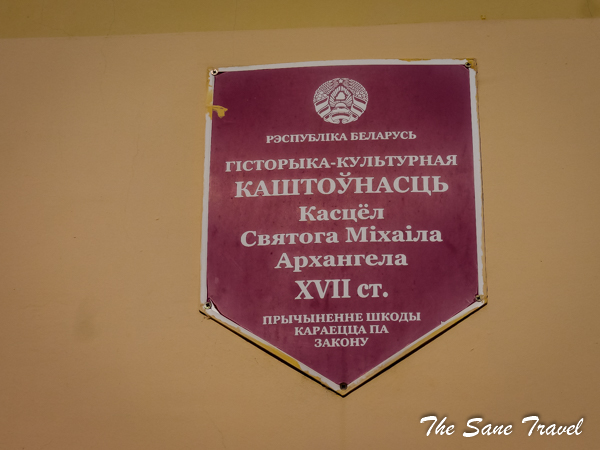 РЭСПУБЛІКА БЕЛАРУСЬ
ГІСТОРЫКА-КУЛЬТУРНАЯ
КАШТОЎНАСЦЬ
Касцёл
Святога Міхаіла
Архангела
XVII ст.
ПРЫЧЫНЕННЕ ШКОДЫ
КАРАЕЦЦА ПА
ЗАКОНУ
The Sane Travel